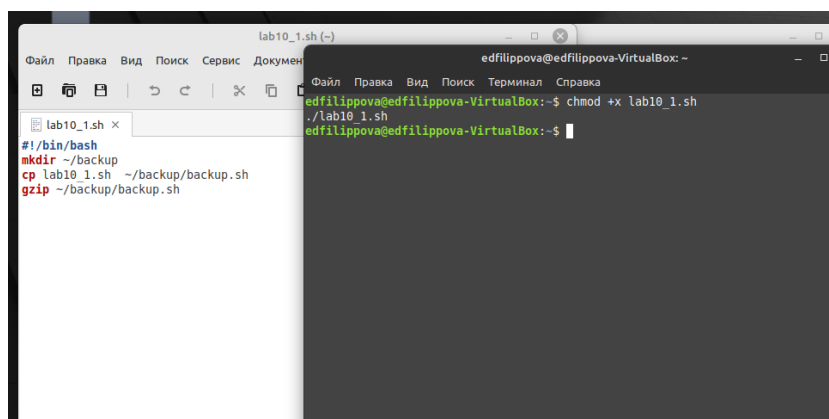 lab10_1.sh (~)
Файл Правка Вид Поиск Сервис Докумен
lab10_1.sh ×
#!/bin/bash
mkdir ~/backup
cp lab10_1.sh  ~/backup/backup.sh
gzip ~/backup/backup.sh
edfilippova@edfilippova-VirtualBox: ~
Файл Правка Вид Поиск Терминал Справка
edfilippova@edfilippova-VirtualBox:~$ chmod +x lab10_1.sh
./lab10_1.sh
edfilippova@edfilippova-VirtualBox:~$